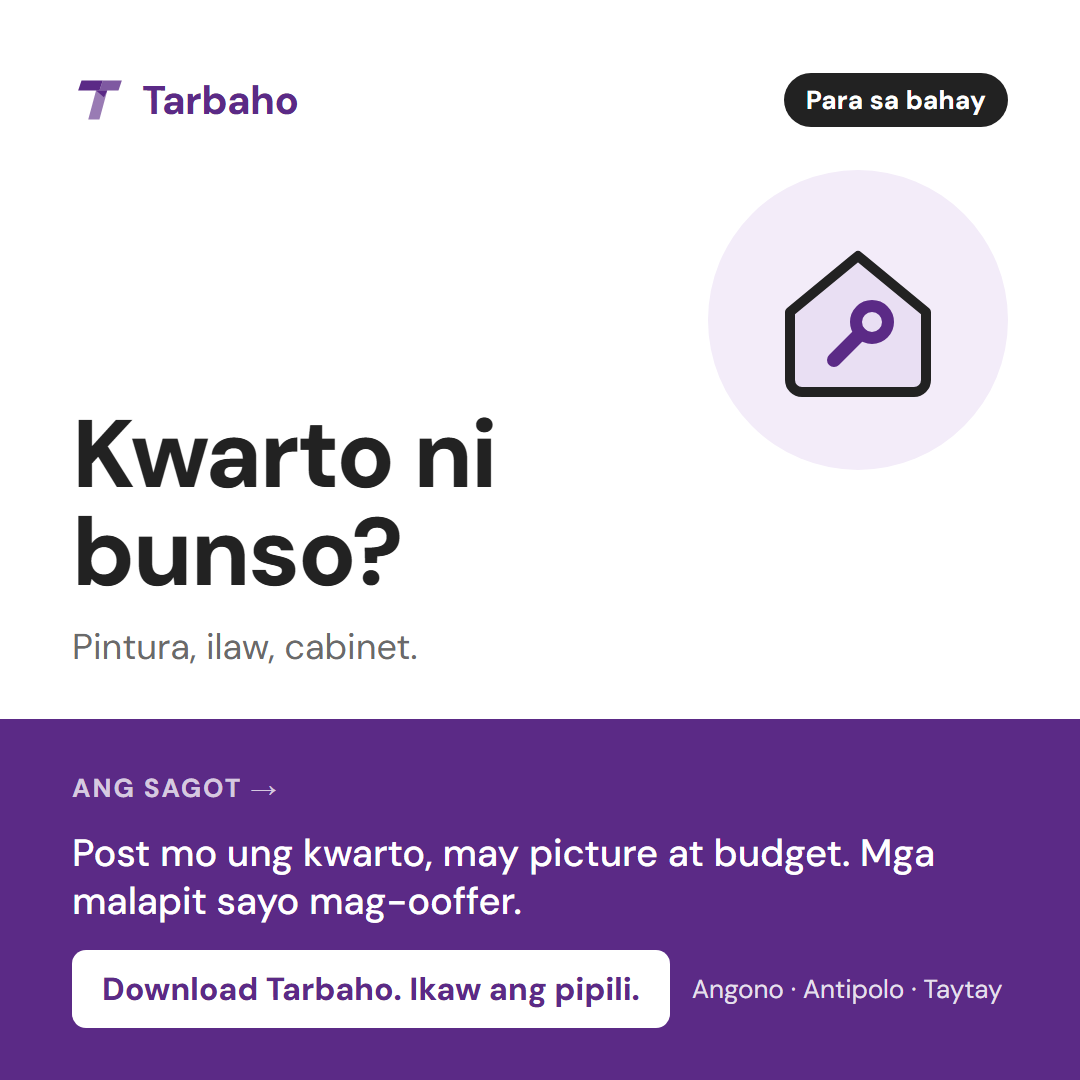 Tarbaho
Para sa bahay
Kwarto ni
bunso?
Pintura, ilaw, cabinet.
ANG SAGOT →
Post mo ung kwarto, may picture at budget. Mga
malapit sayo mag-ooffer.
Download Tarbaho. Ikaw ang pipili.
Angono · Antipolo · Taytay